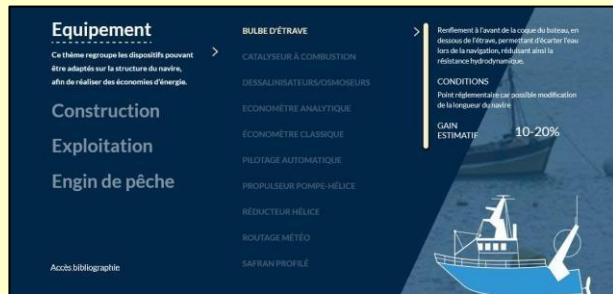 Equipement
Ce thème regroupe les dispositifs pouvant
être adaptés sur la structure du navire,
afin de réaliser des économies d'énergie.
Construction
Exploitation
Engin de pêche
Accès bibliographie
BULBE D'ÉTRAVE
CATALYSEUR À COMBUSTION
DESSALINISATEURS/OSMOSEURS
ECONOMÈTRE ANALYTIQUE
ÉCONOMÈTRE CLASSIQUE
PILOTAGE AUTOMATIQUE
PROPULSEUR POMPE-HÉLICE
RÉDUCTEUR HÉLICE
ROUTAGE MÉTÉO
SAFRAN PROFILÉ
Renflement à l'avant de la coque du bateau, en
dessous de l'étrave, permettant d'écarter l'eau
lors de la navigation, réduisant ainsi la
résistance hydrodynamique.
CONDITIONS
Point réglementaire car possible modification
de la longueur du navire
GAIN
ESTIMATIF 10-20%